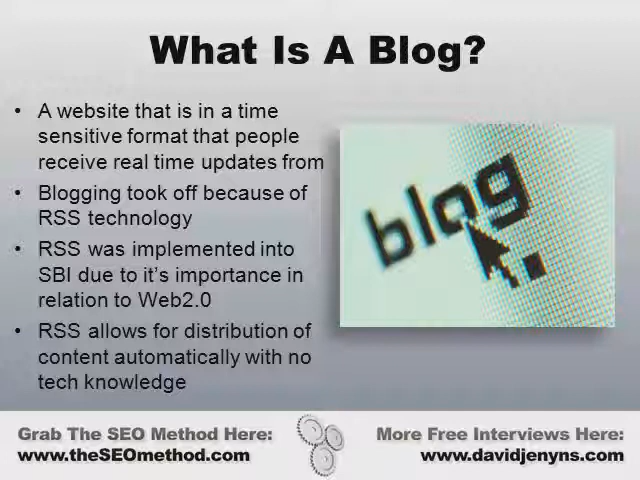 What Is A Blog?
• A website that is in a time
sensitive format that people
receive real time updates from
• Blogging took off because of
RSS technology
• RSS was implemented into
SBI due to it's importance in
relation to Web2.0
• RSS allows for distribution of
content automatically with no
tech knowledge
blog
Grab The SEO Method Here:
www.theSEOmethod.com
More Free Interviews Here:
www.davidjenyns.com